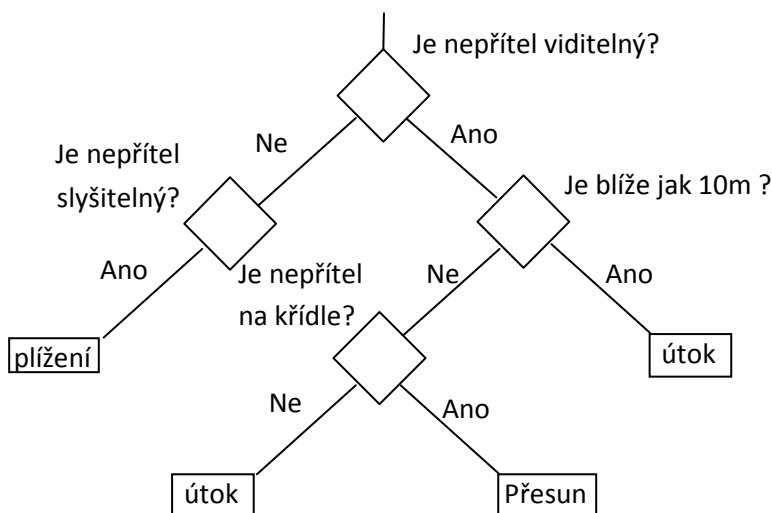 Je nepřítel viditelný?
Ne
Ano
Je nepřítel
slyšitelný?
Je blíže jak 10m ?
Ano
Je nepřítel
na křídle?
Ne
Ano
plížení
útok
Ne
Ano
útok
Přesun